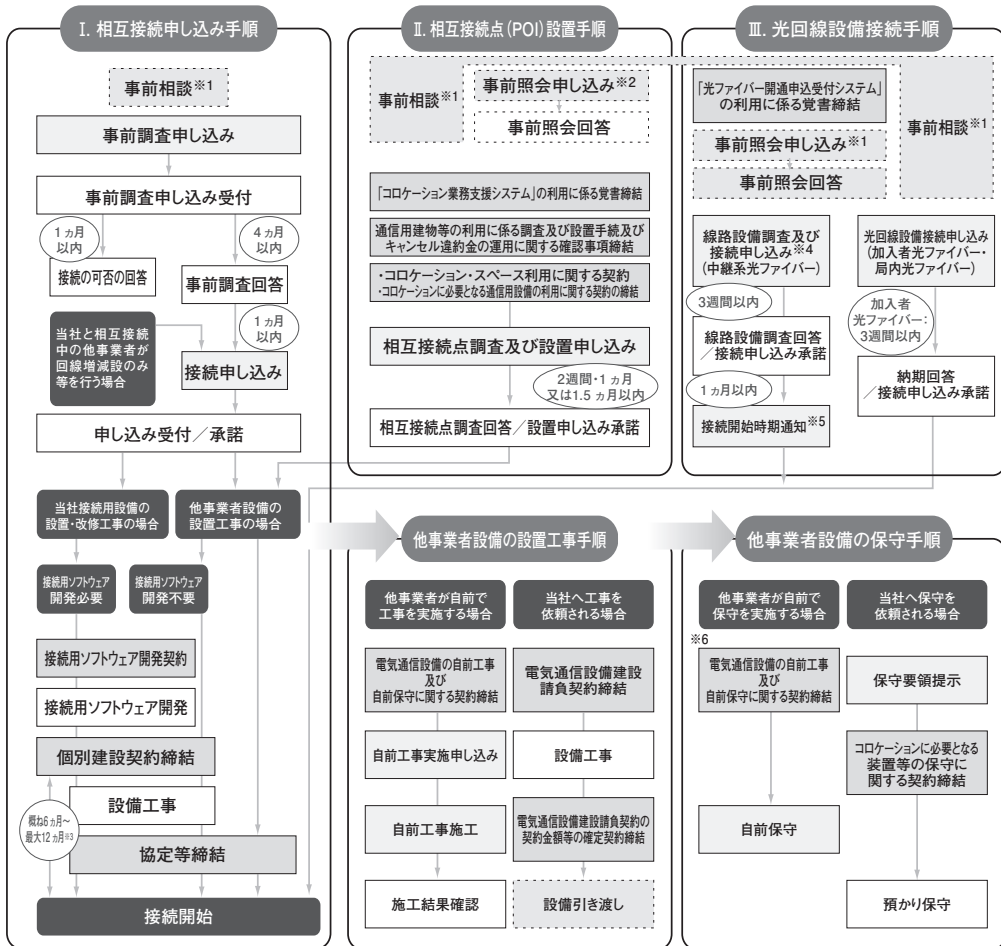 Ⅰ. 相互接続申し込み手順
事前相談※1
事前調査申し込み
事前調査申し込み受付
1ヵ月
以内
4ヵ月
以内
接続の可否の回答
事前調査回答
1ヵ月
以内
当社と相互接続
中の他事業者が
回線増減設のみ
等を行う場合
接続申し込み
申し込み受付／承諾
当社接続用設備の
設置・改修工事の場合
他事業者設備の
設置工事の場合
接続用ソフトウェア
開発必要
接続用ソフトウェア
開発不要
接続用ソフトウェア開発契約
接続用ソフトウェア開発
個別建設契約締結
設備工事
概ね6ヵ月〜
最大12ヵ月※3
協定等締結
接続開始
Ⅱ. 相互接続点(POI)設置手順
事前相談※1
事前照会申し込み※2
事前照会回答
「コロケーション業務支援システム」の利用に係る覚書締結
通信用建物等の利用に係る調査及び設置手続及び
キャンセル違約金の運用に関する確認事項締結
・コロケーション・スペース利用に関する契約
・コロケーションに必要となる通信用設備の利用に関する契約の締結
相互接続点調査及び設置申し込み
2週間・1ヵ月
又は1.5ヵ月以内
相互接続点調査回答／設置申し込み承諾
Ⅲ. 光回線設備接続手順
「光ファイバー開通申込受付システム」
の利用に係る覚書締結
事前相談※1
事前照会申し込み※1
事前照会回答
線路設備調査及び
接続申し込み※4
(中継系光ファイバー)
3週間以内
線路設備調査回答
／接続申し込み承諾
1ヵ月以内
接続開始時期通知※5
光回線設備接続申し込み
(加入者光ファイバー・
局内光ファイバー)
加入者
光ファイバー：
3週間以内
納期回答
／接続申し込み承諾
他事業者設備の設置工事手順
他事業者が自前で
工事を実施する場合
当社へ工事を
依頼される場合
電気通信設備の自前工事
及び
自前保守に関する契約締結
自前工事実施申し込み
自前工事施工
施工結果確認
電気通信設備建設
請負契約締結
設備工事
電気通信設備建設請負契約の
契約金額等の確定契約締結
設備引き渡し
他事業者設備の保守手順
他事業者が自前で
保守を実施する場合
当社へ保守を
依頼される場合
※6
電気通信設備の自前工事
及び
自前保守に関する契約締結
自前保守
保守要領提示
コロケーションに必要となる
装置等の保守に
関する契約締結
預かり保守